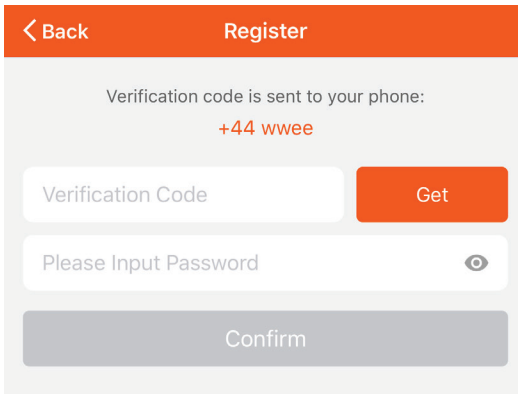 Back Register
Verification code is sent to your phone:
+44 wwee
Verification Code Get
Please Input Password
Confirm